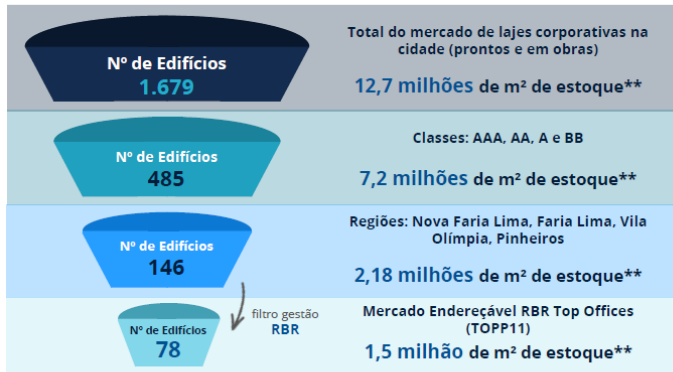 Nº de Edifícios
1.679
Total do mercado de lajes corporativas na
cidade (prontos e em obras)
12,7 milhões de m² de estoque**
Nº de Edifícios
485
Classes: AAA, AA, A e BB
7,2 milhões de m² de estoque**
Nº de Edifícios
146
Regiões: Nova Faria Lima, Faria Lima, Vila
Olímpia, Pinheiros
2,18 milhões de m² de estoque**
filtro gestão
RBR
Nº de Edifícios
78
Mercado Endereçável RBR Top Offices
(TOPP11)
1,5 milhão de m² de estoque**